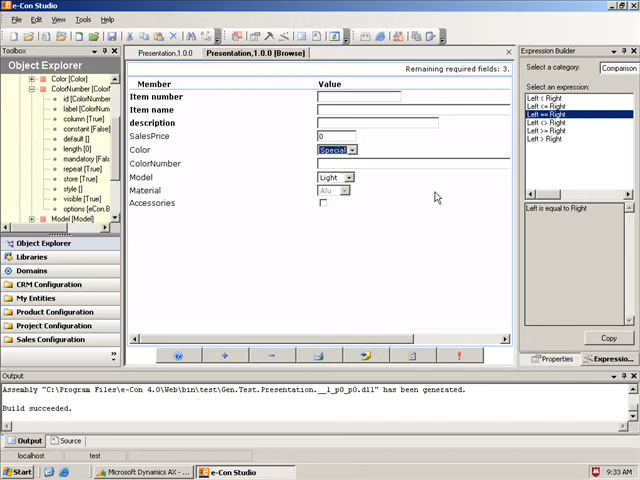 e-Con Studio
File Edit View Tools Help
Toolbox
Object Explorer
Color [Color]
ColorNumber [ColorNum
id [ColorNumber
label [ColorNum
column [True]
constant [False]
default []
length [0]
mandatory [Fals
repeat [True]
store [True]
style []
visible [True]
options [eCon.B
Model [Model]
Object Explorer
Libraries
Domains
CRM Configuration
My Entities
Product Configuration
Project Configuration
Sales Configuration
Presentation,1.0.0 Presentation,1.0.0 [Browse]
Remaining required fields: 3.
Member Value
Item number
Item name
description
SalesPrice 0
Color Special
ColorNumber
Model Light
Material Alu
Accessories
Expression Builder
Select a category: Comparison
Select an expression:
Left < Right
Left <= Right
Left == Right
Left <> Right
Left >= Right
Left > Right
Left is equal to Right
Copy
Properties Expressio...
Output
Assembly "C:\Program Files\e-Con 4.0\Web\bin\test\Gen.Test.Presentation.__1_p0_p0.dll" has been generated.
Build succeeded.
Output Source
localhost test
Start Microsoft Dynamics AX - ... e-Con Studio 9:33 AM